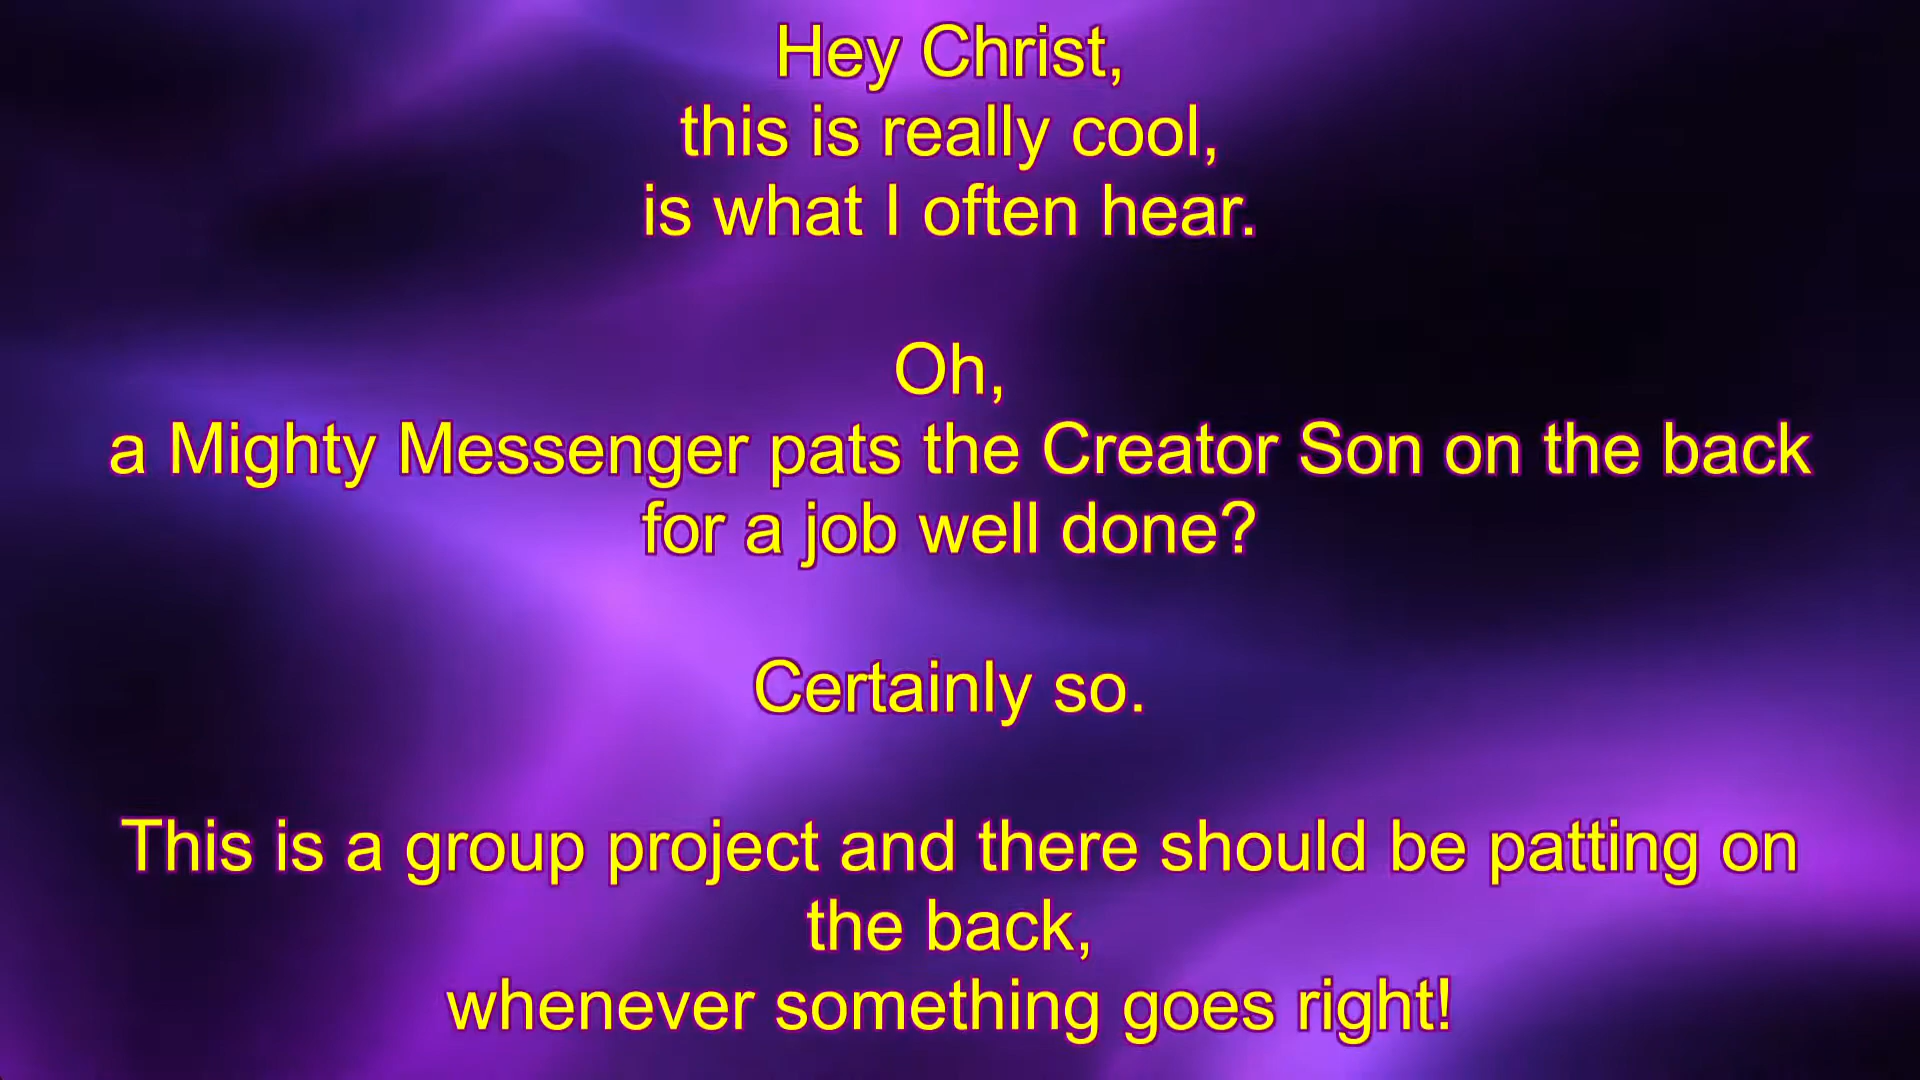 Hey Christ,
this is really cool,
is what I often hear.
Oh,
a Mighty Messenger pats the Creator Son on the back
for a job well done?
Certainly so.
This is a group project and there should be patting on
the back,
whenever something goes right!